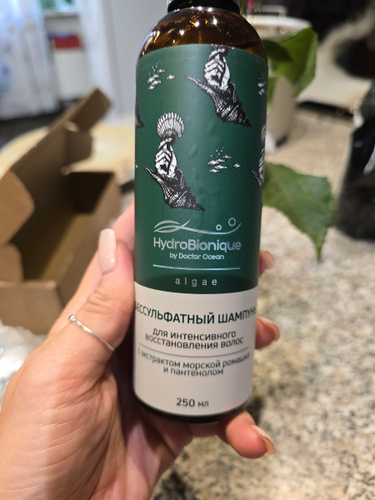 HydroBionique
by Doctor Ocean
algae
БЕССУЛЬФАТНЫЙ ШАМПУНЬ
для интенсивного
восстановления волос
с экстрактом морской ромашки
и пантенолом
250 мл